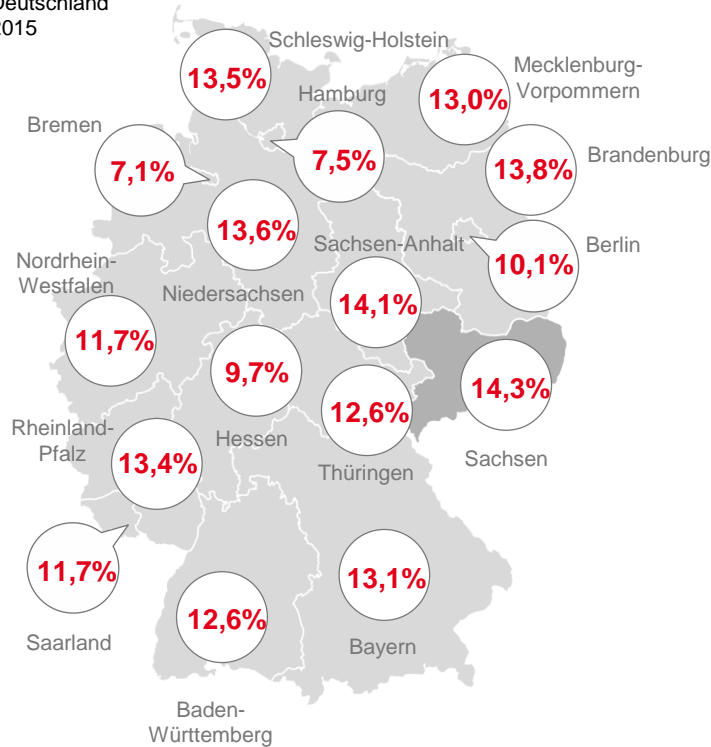 Deutschland
2015
Schleswig-Holstein
13,5%
Mecklenburg-
Vorpommern
13,0%
Hamburg
7,5%
Bremen
7,1%
Brandenburg
13,8%
Niedersachsen
13,6%
Sachsen-Anhalt
14,1%
Berlin
10,1%
Nordrhein-
Westfalen
11,7%
Hessen
9,7%
Thüringen
12,6%
Sachsen
14,3%
Rheinland-
Pfalz
13,4%
Saarland
11,7%
Baden-
Württemberg
12,6%
Bayern
13,1%